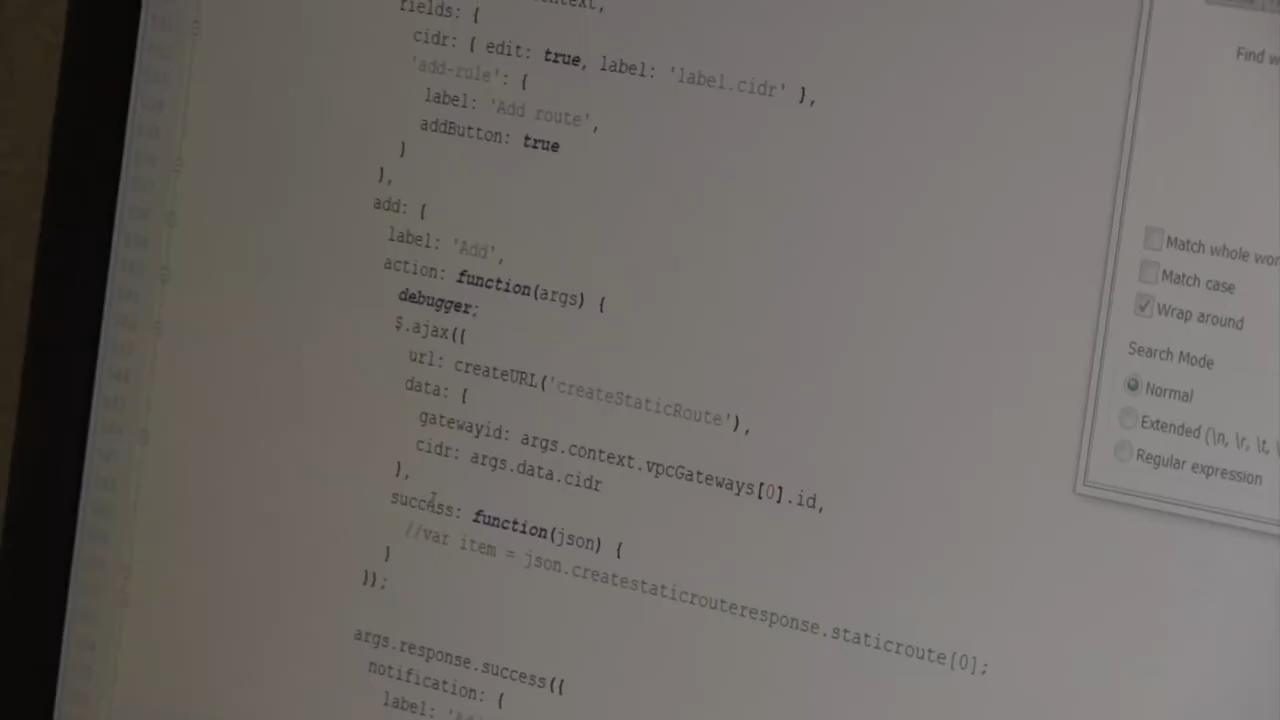 fields: {
cidr: { edit: true, label: 'label.cidr' },
'add-rule': {
label: 'Add route',
addButton: true
}
},
add: {
label: 'Add',
action: function(args) {
debugger;
$.ajax({
url: createURL('createStaticRoute'),
data: {
gatewayid: args.context.vpcGateways[0].id,
cidr: args.data.cidr
},
success: function(json) {
//var item = json.createstaticrouteresponse.staticroute[0];
}
});
args.response.success({
notification: {
label:
Find
Match whole
Match case
Wrap around
Search Mode
Normal
Extended (\n, \r, \t,
Regular expression